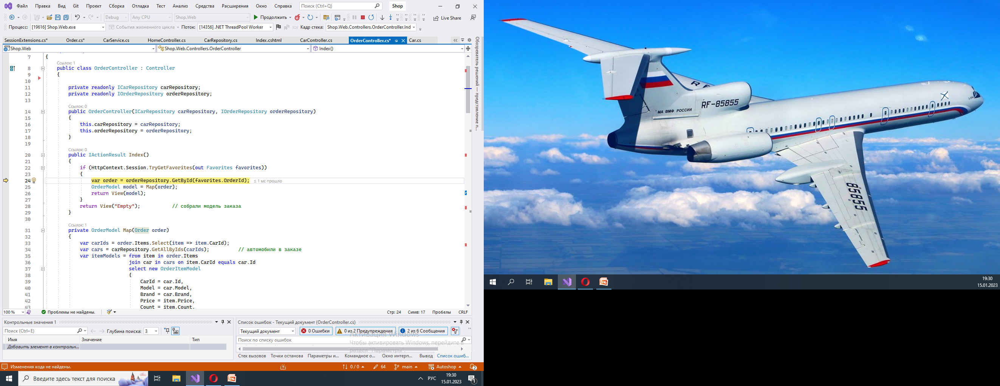 Файл Правка Вид Git Проект Сборка Отладка Тест Анализ Средства Расширения Окно Справка Поиск (Ctrl+Q) Shop
Debug Any CPU Shop.Web Продолжить Live Share
Процесс: [19616] Shop.Web.exe События жизненного цикла Поток: [14356] .NET ThreadPool Worker Кадр стека: Shop.Web.Controllers.OrderController.Ind
SessionExtensions.cs* Order.cs* CarService.cs HomeController.cs CarRepository.cs Index.cshtml CarController.cs OrderController.cs* Car.cs
Shop.Web Shop.Web.Controllers.OrderController Index()
7 {
Ссылок: 1
8 public class OrderController : Controller
9 {
10
11 private readonly ICarRepository carRepository;
12 private readonly IOrderRepository orderRepository;
13
Ссылок: 0
14 public OrderController(ICarRepository carRepository, IOrderRepository orderRepository)
15 {
16 this.carRepository = carRepository;
17 this.orderRepository = orderRepository;
18 }
19
Ссылок: 0
20 public IActionResult Index()
21 {
22 if (HttpContext.Session.TryGetFavorites(out Favorites favorites))
23 {
24 var order = orderRepository.GetById(favorites.OrderId); ≤ 1 мс прошло
25 OrderModel model = Map(order);
26 return View(model);
27 }
28 return View("Empty"); // собрали модель заказа
29 }
30
Ссылок: 1
31 private OrderModel Map(Order order)
32 {
33 var carIds = order.Items.Select(item => item.CarId);
34 var cars = carRepository.GetAllByIds(carIds); // автомобили в заказе
35 var itemModels = from item in order.Items
36 join car in cars on item.CarId equals car.Id
37 select new OrderItemModel
38 {
39 CarId = car.Id,
40 Model = car.Model,
41 Brand = car.Brand,
42 Price = item.Price,
43 Count = item.Count,
100 % Проблемы не найдены. Стр: 24 Симв: 17 Пробелы CRLF
Обозреватель решений — представление п...
Контрольные значения 1
Поиск (Ctrl+E) Глубина поиска: 3
Имя Значение Тип
Добавить элемент в контрольн...
Список ошибок - Текущий документ (OrderController.cs)
Текущий документ 0 Ошибки 0 из 2 Предупреждения 2 из 6 Сообщения
Поиск по списку ошибок
Активация Windows
Чтобы активировать Windows, перейдите в
раздел "Параметры".
Стек вызовов Точки останова Параметры и... Командное о... Окно интерп... Вывод Список ошиб...
Изменения кода не найдены. 0 / 0 64 main Autoshop 2
Введите здесь текст для поиска РУС 19:30
15.01.2023 1
RF-85855
МА ВМФ РОССИИ
85855
19:30
15.01.2023